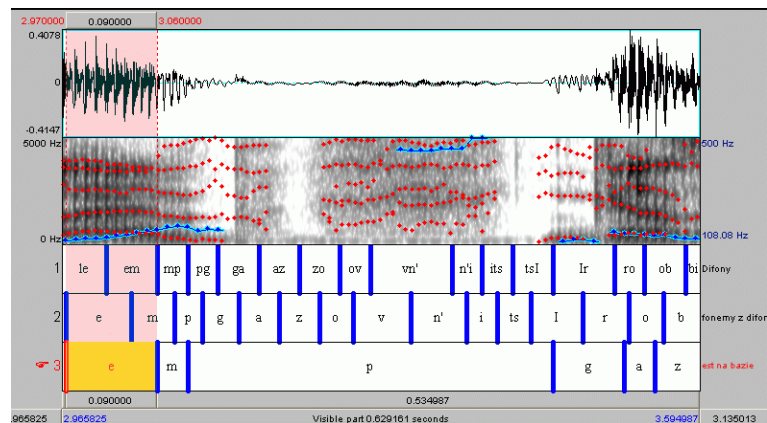 2.970000 0.090000 3.060000
0.4078
0
-0.4147
5000 Hz 500 Hz
0 Hz 108.08 Hz
1 le em mp pg ga az zo ov vn' n'i its tsI Ir ro ob bi Difony
2 e m p g a z o v n' i ts I r o b fonemy z difor
3 e m p g a z est na bazie
0.090000 0.534987
.965825 2.965825 Visible part 0.629161 seconds 3.594987 3.135013